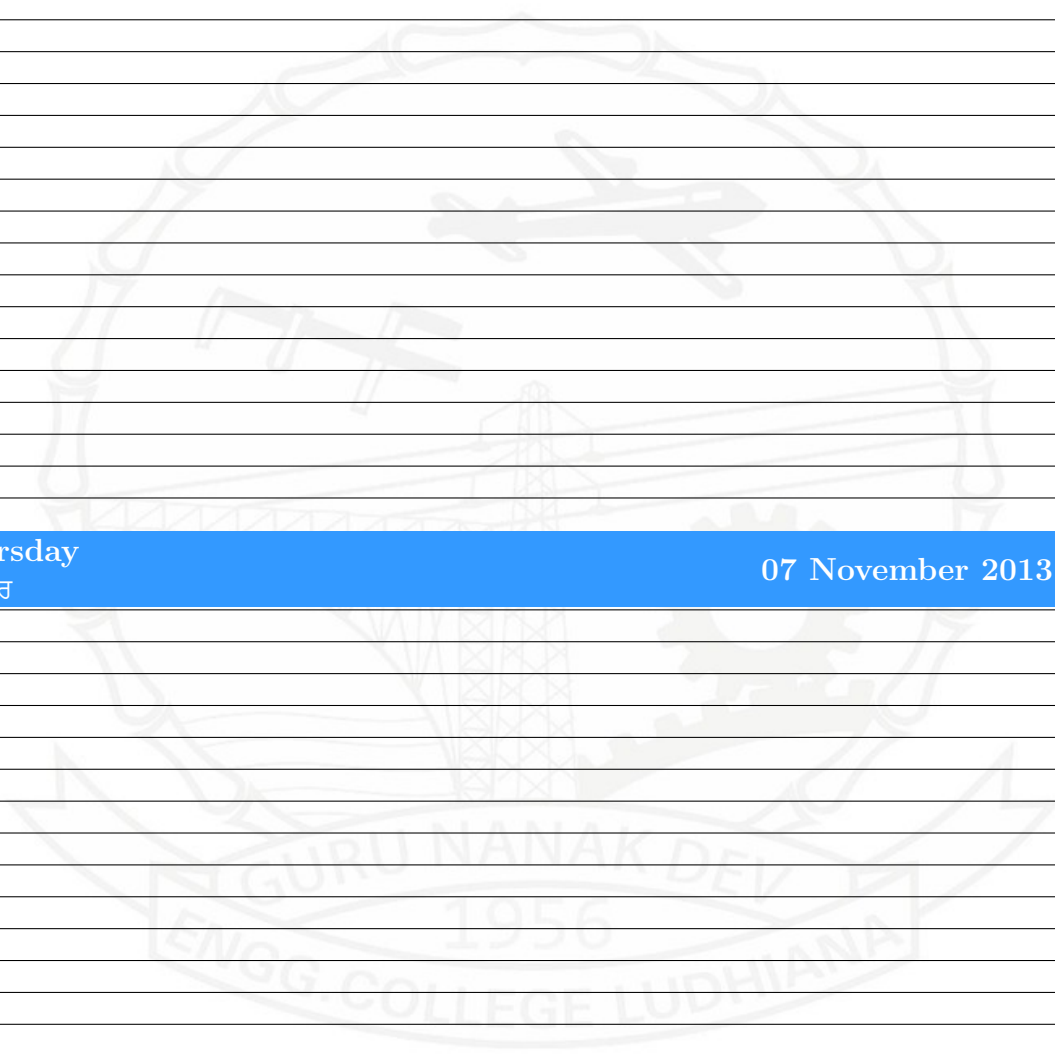 rsday
ਰ
07 November 2013
GURU NANAK DEV
1956
ENGG.COLLEGE LUDHIANA